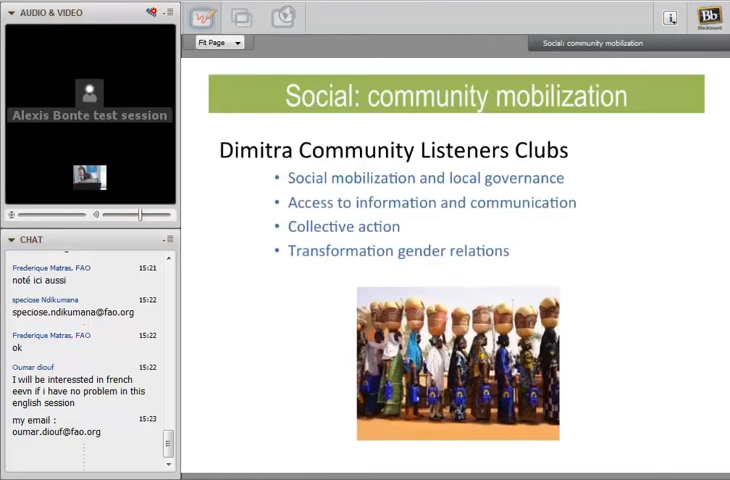 AUDIO & VIDEO
Alexis Bonte test session
CHAT
Frederique Matras, FAO 15:21
noté ici aussi
speciose Ndikumana 15:22
speciose.ndikumana@fao.org
Frederique Matras, FAO 15:22
ok
Oumar diouf 15:22
I will be interessted in french
eevn if i have no problem in this
english session
my email : 15:23
oumar.diouf@fao.org
Fit Page
i
Bb
Blackboard
Social: community mobilization
Social: community mobilization
Dimitra Community Listeners Clubs
• Social mobilization and local governance
• Access to information and communication
• Collective action
• Transformation gender relations